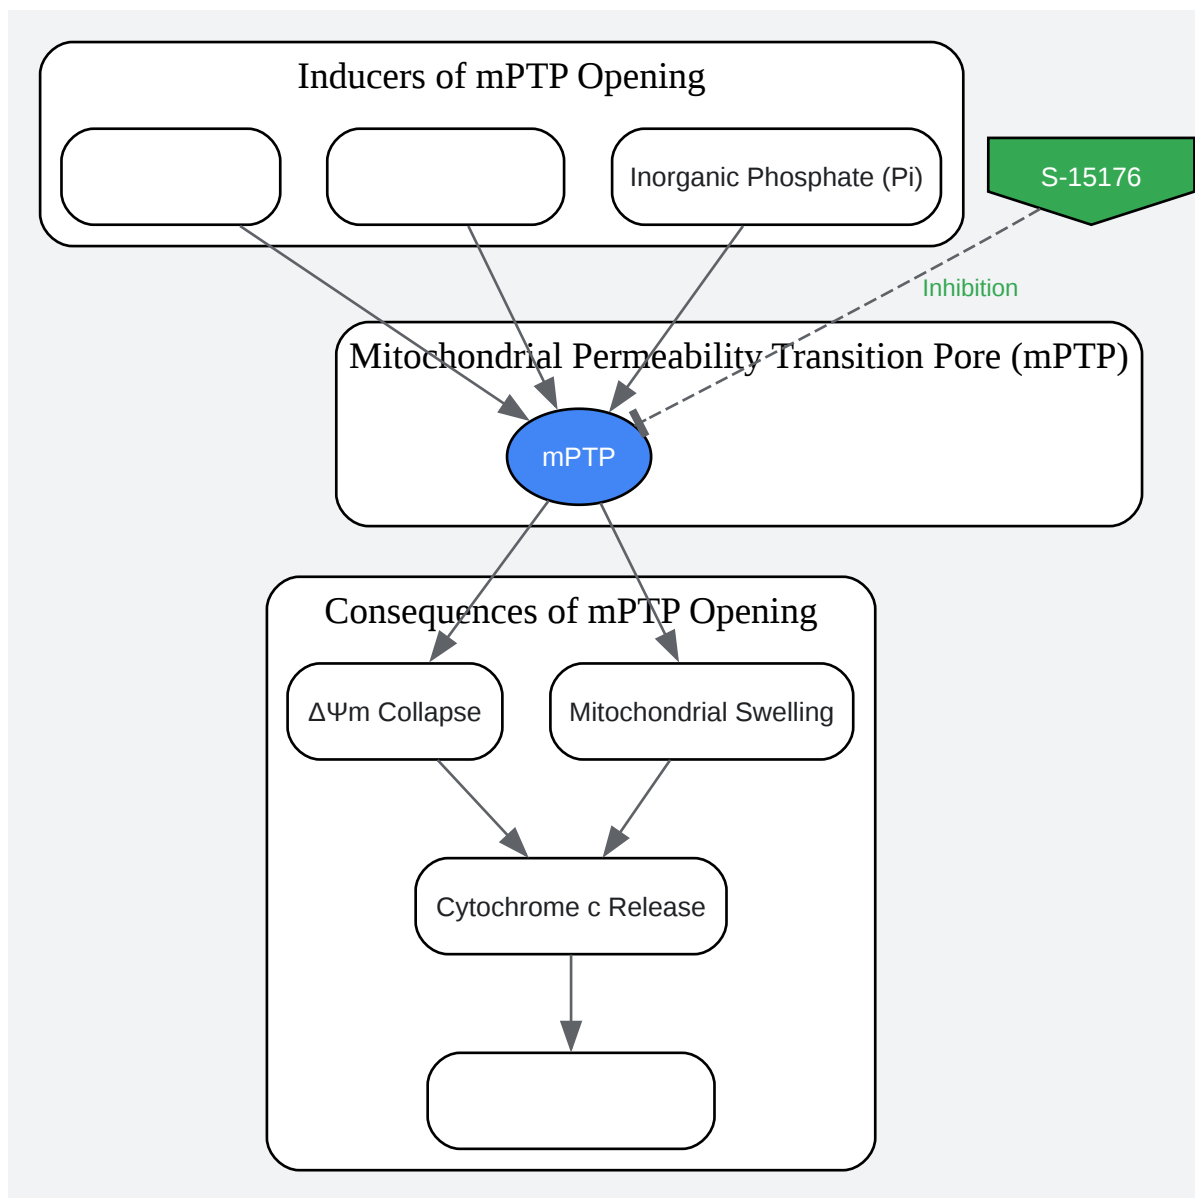 Inducers of mPTP Opening
Inorganic Phosphate (Pi)
S-15176
Inhibition
Mitochondrial Permeability Transition Pore (mPTP)
mPTP
Consequences of mPTP Opening
ΔΨm Collapse
Mitochondrial Swelling
Cytochrome c Release